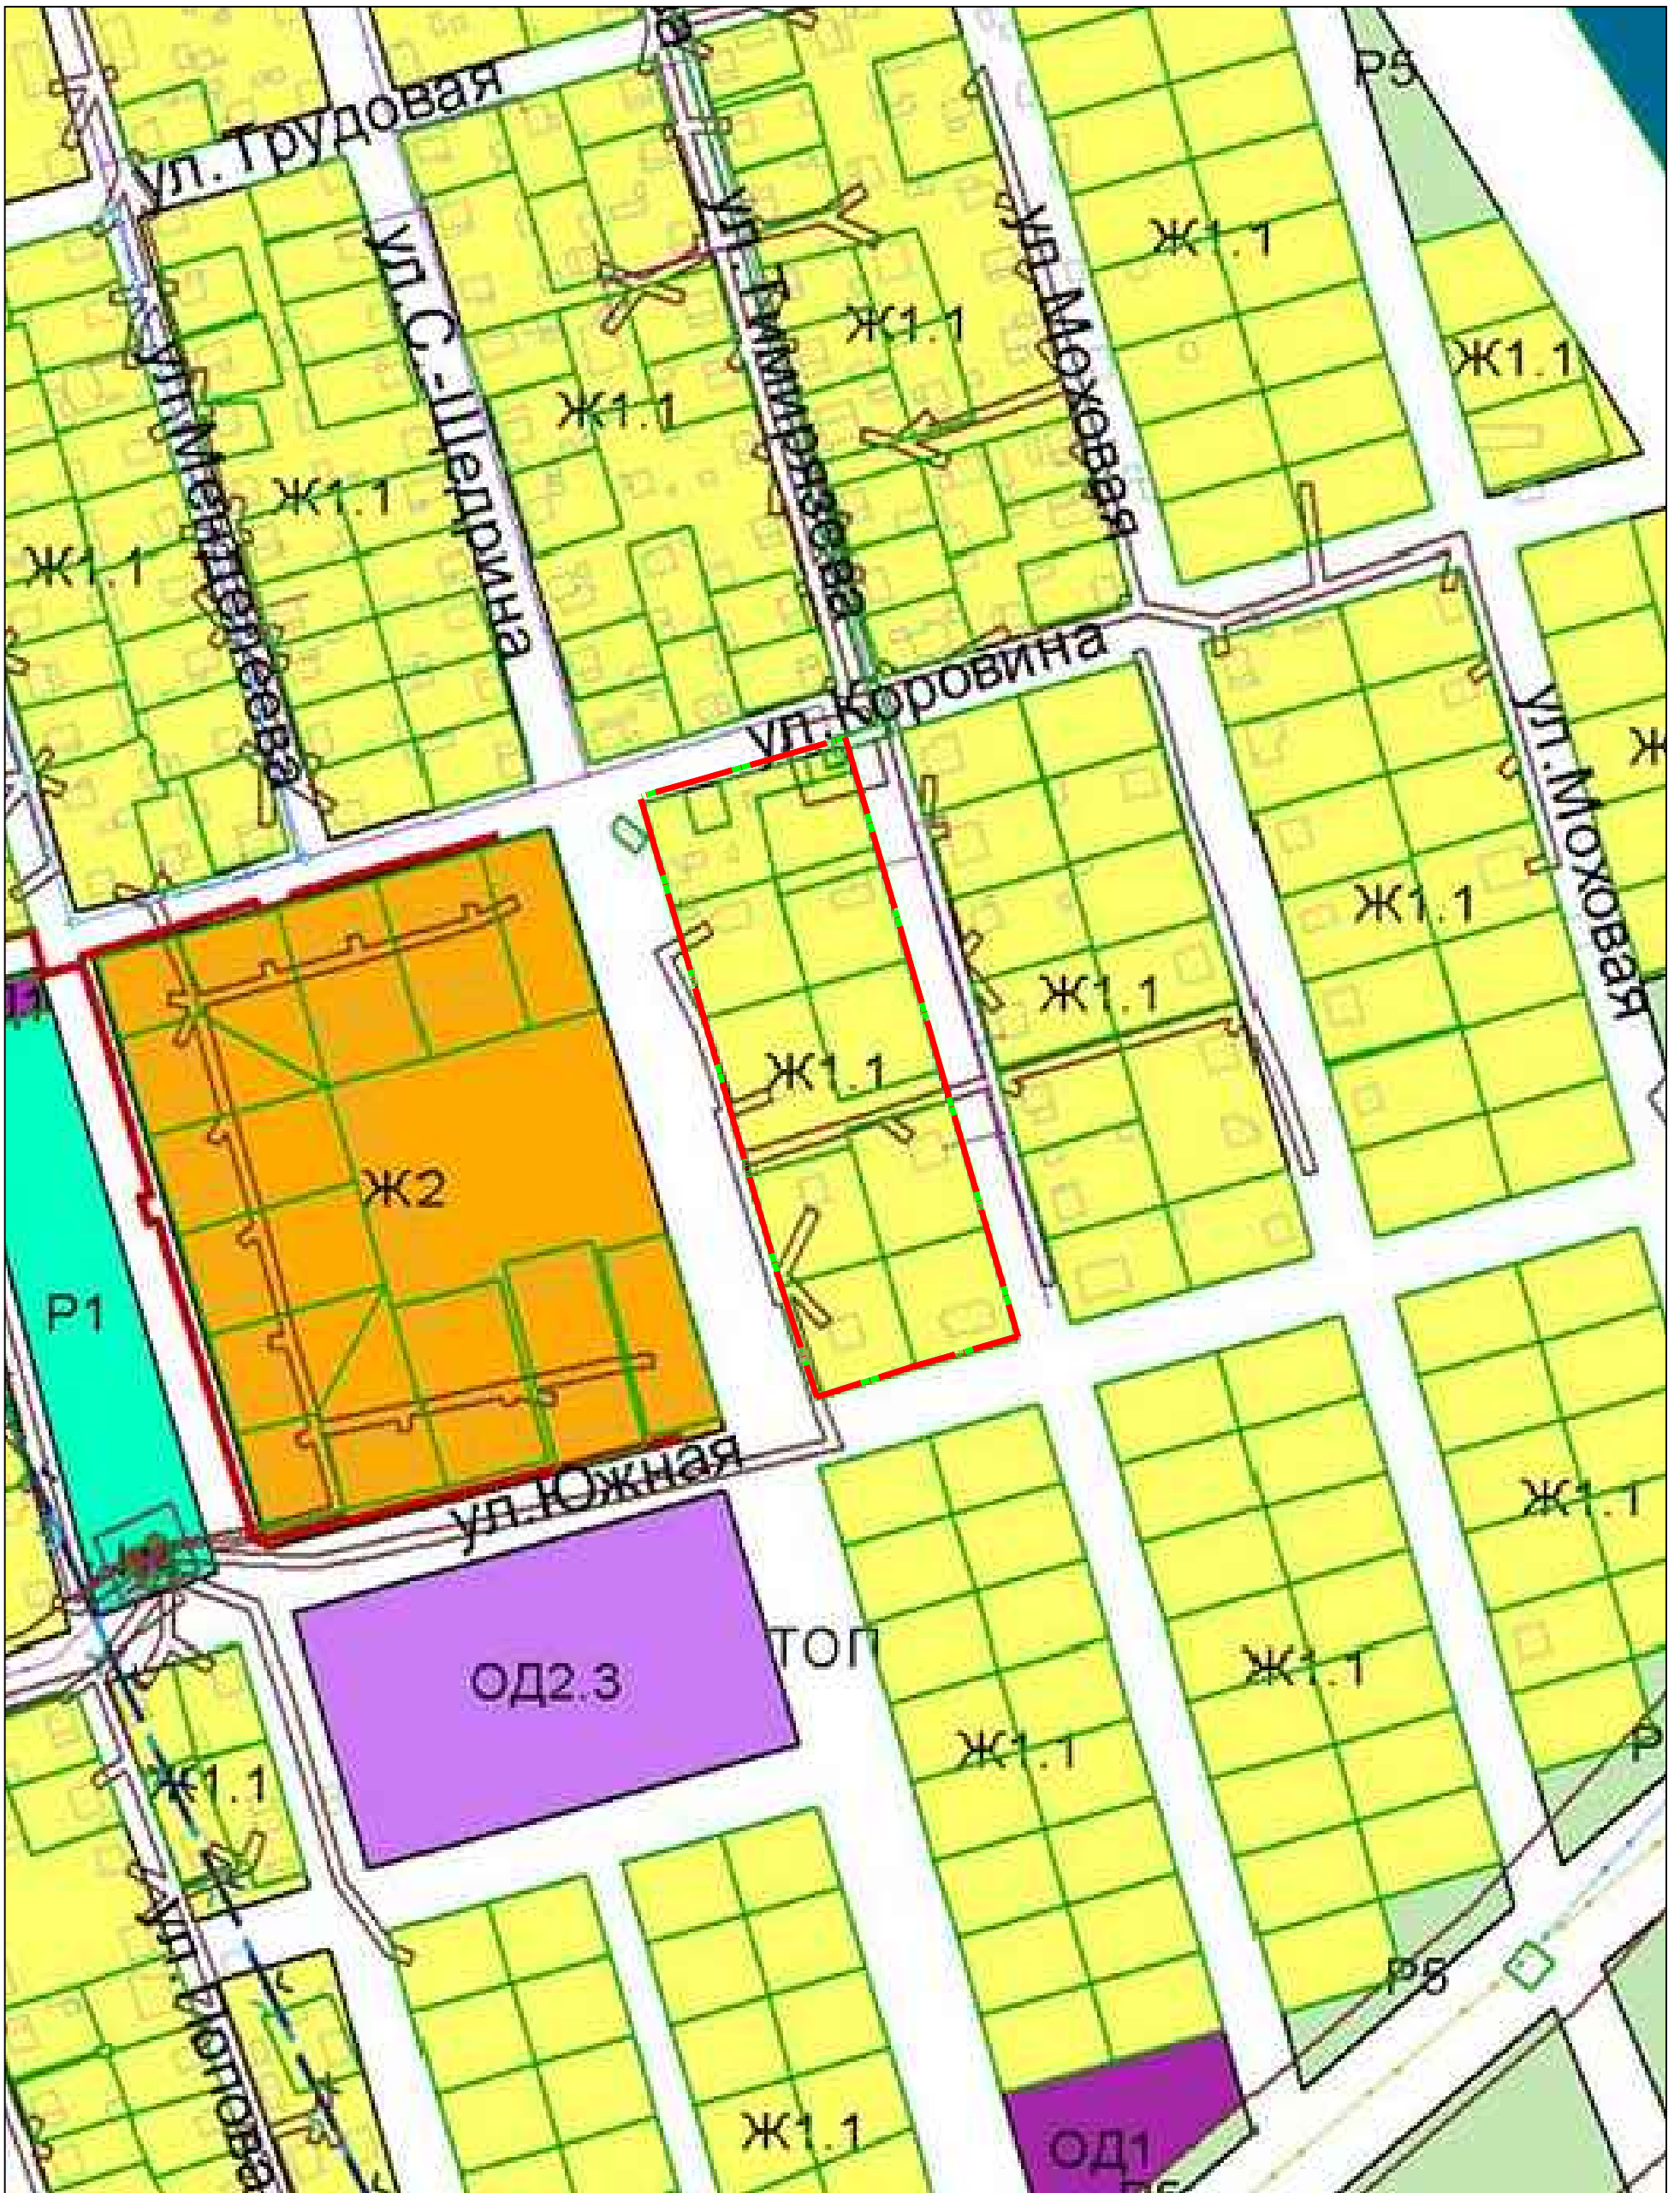 Р5
ул. Трудовая
ул. Менделеева
ул. С.-Щедрина
ул. Тимирязева
ул. Моховая
Ж1.1
Ж1.1
Ж1.1
Ж1.1
Ж1.1
Ж1.1
ул. Коровина
ул. Моховая
Ж
Ж1.1
Ж1.1
Ж1.1
Ж2
Р1
ул. Южная
Ж1.1
ТОП
ОД2.3
Ж1.1
Ж1.1
Р
Ж1.1
ул. Попова
Р5
Ж1.1
ОД1